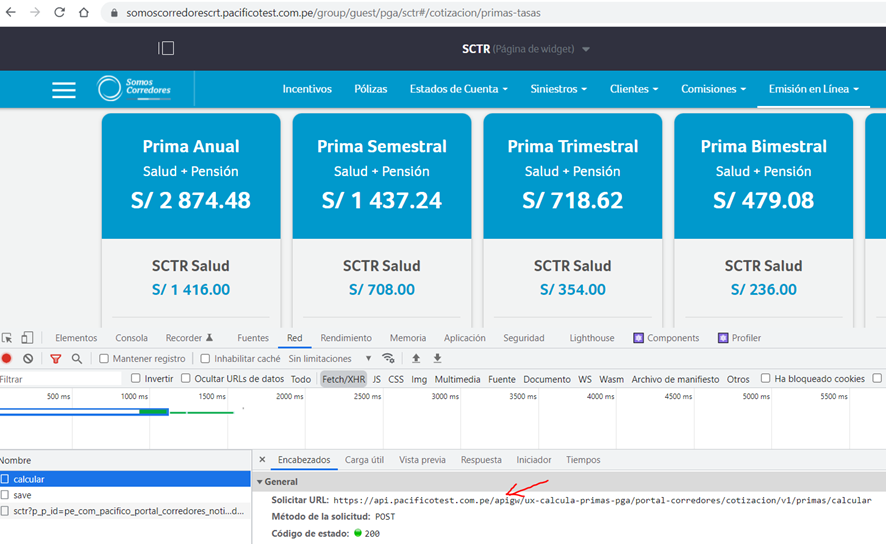 somoscorredorescrt.pacificotest.com.pe/group/guest/pga/sctr#/cotizacion/primas-tasas
SCTR (Página de widget)
Somos Corredores
Incentivos Pólizas Estados de Cuenta Siniestros Clientes Comisiones Emisión en Línea
Prima Anual Prima Semestral Prima Trimestral Prima Bimestral
Salud + Pensión Salud + Pensión Salud + Pensión Salud + Pensión
S/ 2 874.48 S/ 1 437.24 S/ 718.62 S/ 479.08
SCTR Salud SCTR Salud SCTR Salud SCTR Salud
S/ 1 416.00 S/ 708.00 S/ 354.00 S/ 236.00
Elementos Consola Recorder Fuentes Red Rendimiento Memoria Aplicación Seguridad Lighthouse Components Profiler
Mantener registro Inhabilitar caché Sin limitaciones
Filtrar Invertir Ocultar URLs de datos Todo Fetch/XHR JS CSS Img Multimedia Fuente Documento WS Wasm Archivo de manifiesto Otros Ha bloqueado cookies
500 ms 1000 ms 1500 ms 2000 ms 2500 ms 3000 ms 3500 ms 4000 ms 4500 ms 5000 ms 5500 ms
Nombre × Encabezados Carga útil Vista previa Respuesta Iniciador Tiempos
calcular
save
sctr?p_p_id=pe_com_pacifico_portal_corredores_noti...d...
General
Solicitar URL: https://api.pacificotest.com.pe/apigw/ux-calcula-primas-pga/portal-corredores/cotizacion/v1/primas/calcular
Método de la solicitud: POST
Código de estado: 200